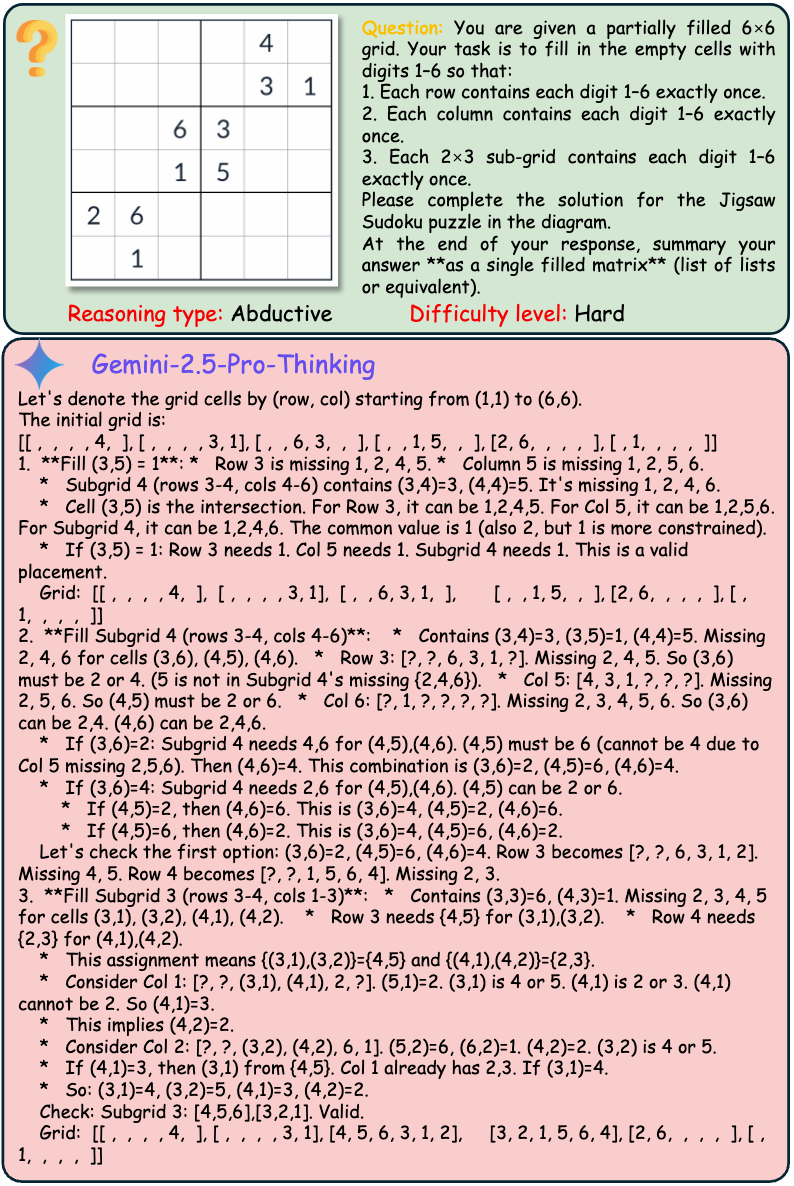 ?
4
3 1
6 3
1 5
2 6
1
Question: You are given a partially filled 6×6
grid. Your task is to fill in the empty cells with
digits 1–6 so that:
1. Each row contains each digit 1–6 exactly once.
2. Each column contains each digit 1–6 exactly
once.
3. Each 2×3 sub-grid contains each digit 1–6
exactly once.
Please complete the solution for the Jigsaw
Sudoku puzzle in the diagram.
At the end of your response, summary your
answer **as a single filled matrix** (list of lists
or equivalent).
Reasoning type: Abductive Difficulty level: Hard
Gemini-2.5-Pro-Thinking
Let's denote the grid cells by (row, col) starting from (1,1) to (6,6).
The initial grid is:
[[ , , , , 4, ], [ , , , , 3, 1], [ , , 6, 3, , ], [ , , 1, 5, , ], [2, 6, , , , ], [ , 1, , , , ]]
1. **Fill (3,5) = 1**: * Row 3 is missing 1, 2, 4, 5. * Column 5 is missing 1, 2, 5, 6.
* Subgrid 4 (rows 3-4, cols 4-6) contains (3,4)=3, (4,4)=5. It's missing 1, 2, 4, 6.
* Cell (3,5) is the intersection. For Row 3, it can be 1,2,4,5. For Col 5, it can be 1,2,5,6.
For Subgrid 4, it can be 1,2,4,6. The common value is 1 (also 2, but 1 is more constrained).
* If (3,5) = 1: Row 3 needs 1. Col 5 needs 1. Subgrid 4 needs 1. This is a valid
placement.
Grid: [[ , , , , 4, ], [ , , , , 3, 1], [ , , 6, 3, 1, ], [ , , 1, 5, , ], [2, 6, , , , ], [ ,
1, , , , ]]
2. **Fill Subgrid 4 (rows 3-4, cols 4-6)**: * Contains (3,4)=3, (3,5)=1, (4,4)=5. Missing
2, 4, 6 for cells (3,6), (4,5), (4,6). * Row 3: [?, ?, 6, 3, 1, ?]. Missing 2, 4, 5. So (3,6)
must be 2 or 4. (5 is not in Subgrid 4's missing {2,4,6}). * Col 5: [4, 3, 1, ?, ?, ?]. Missing
2, 5, 6. So (4,5) must be 2 or 6. * Col 6: [?, 1, ?, ?, ?, ?]. Missing 2, 3, 4, 5, 6. So (3,6)
can be 2,4. (4,6) can be 2,4,6.
* If (3,6)=2: Subgrid 4 needs 4,6 for (4,5),(4,6). (4,5) must be 6 (cannot be 4 due to
Col 5 missing 2,5,6). Then (4,6)=4. This combination is (3,6)=2, (4,5)=6, (4,6)=4.
* If (3,6)=4: Subgrid 4 needs 2,6 for (4,5),(4,6). (4,5) can be 2 or 6.
* If (4,5)=2, then (4,6)=6. This is (3,6)=4, (4,5)=2, (4,6)=6.
* If (4,5)=6, then (4,6)=2. This is (3,6)=4, (4,5)=6, (4,6)=2.
Let's check the first option: (3,6)=2, (4,5)=6, (4,6)=4. Row 3 becomes [?, ?, 6, 3, 1, 2].
Missing 4, 5. Row 4 becomes [?, ?, 1, 5, 6, 4]. Missing 2, 3.
3. **Fill Subgrid 3 (rows 3-4, cols 1-3)**: * Contains (3,3)=6, (4,3)=1. Missing 2, 3, 4, 5
for cells (3,1), (3,2), (4,1), (4,2). * Row 3 needs {4,5} for (3,1),(3,2). * Row 4 needs
{2,3} for (4,1),(4,2).
* This assignment means {(3,1),(3,2)}={4,5} and {(4,1),(4,2)}={2,3}.
* Consider Col 1: [?, ?, (3,1), (4,1), 2, ?]. (5,1)=2. (3,1) is 4 or 5. (4,1) is 2 or 3. (4,1)
cannot be 2. So (4,1)=3.
* This implies (4,2)=2.
* Consider Col 2: [?, ?, (3,2), (4,2), 6, 1]. (5,2)=6, (6,2)=1. (4,2)=2. (3,2) is 4 or 5.
* If (4,1)=3, then (3,1) from {4,5}. Col 1 already has 2,3. If (3,1)=4.
* So: (3,1)=4, (3,2)=5, (4,1)=3, (4,2)=2.
Check: Subgrid 3: [4,5,6],[3,2,1]. Valid.
Grid: [[ , , , , 4, ], [ , , , , 3, 1], [4, 5, 6, 3, 1, 2], [3, 2, 1, 5, 6, 4], [2, 6, , , , ], [ ,
1, , , , ]]